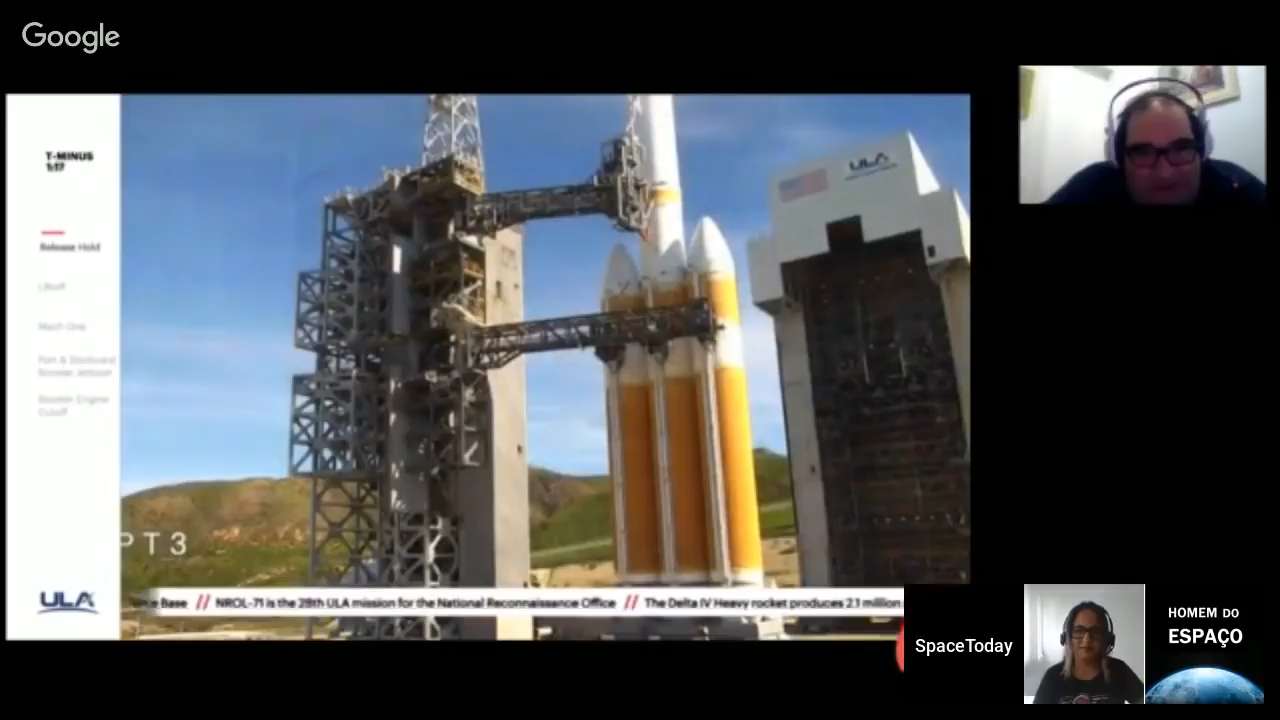 Google
T-MINUS
1:17
Release Hold
Liftoff
Mach One
Port & Starboard
Booster Jettison
Booster Engine
Cutoff
ULA
PT3
ULA
Base // NROL-71 is the 28th ULA mission for the National Reconnaissance Office // The Delta IV Heavy rocket produces 2.1 million
SpaceToday
HOMEM DO
ESPAÇO